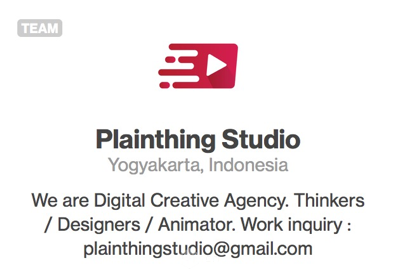 TEAM
Plainthing Studio
Yogyakarta, Indonesia
We are Digital Creative Agency. Thinkers
/ Designers / Animator. Work inquiry :
plainthingstudio@gmail.com